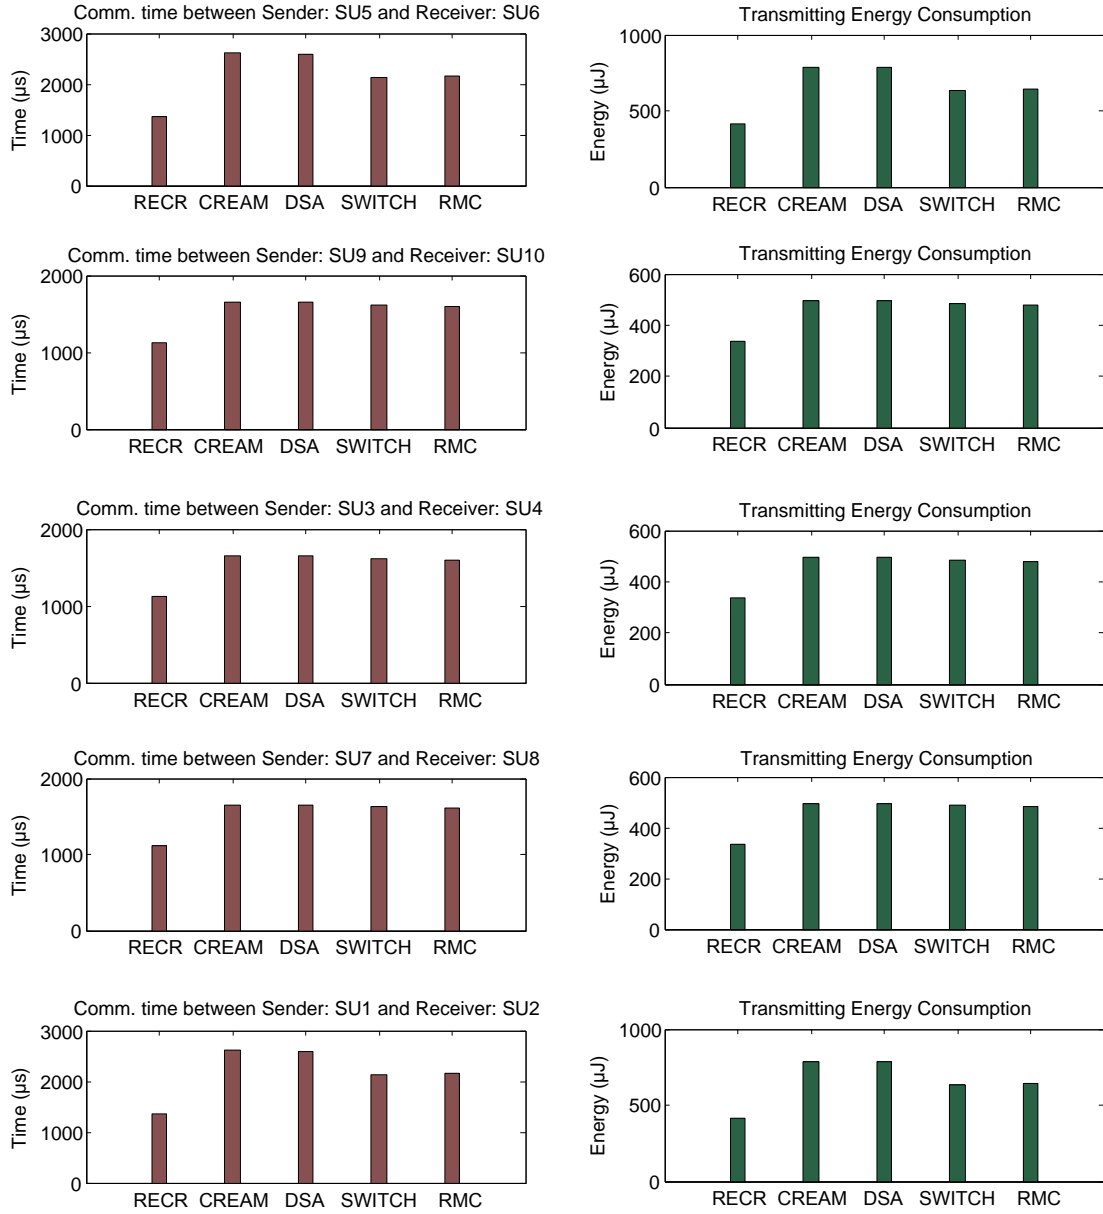 Comm. time between Sender: SU5 and Receiver: SU6
3000
2000
1000
0
Time (µs)
RECR CREAM DSA SWITCH RMC
Transmitting Energy Consumption
1000
500
0
Energy (µJ)
RECR CREAM DSA SWITCH RMC
Comm. time between Sender: SU9 and Receiver: SU10
2000
1000
0
Time (µs)
RECR CREAM DSA SWITCH RMC
Transmitting Energy Consumption
600
400
200
0
Energy (µJ)
RECR CREAM DSA SWITCH RMC
Comm. time between Sender: SU3 and Receiver: SU4
2000
1000
0
Time (µs)
RECR CREAM DSA SWITCH RMC
Transmitting Energy Consumption
600
400
200
0
Energy (µJ)
RECR CREAM DSA SWITCH RMC
Comm. time between Sender: SU7 and Receiver: SU8
2000
1000
0
Time (µs)
RECR CREAM DSA SWITCH RMC
Transmitting Energy Consumption
600
400
200
0
Energy (µJ)
RECR CREAM DSA SWITCH RMC
Comm. time between Sender: SU1 and Receiver: SU2
3000
2000
1000
0
Time (µs)
RECR CREAM DSA SWITCH RMC
Transmitting Energy Consumption
1000
500
0
Energy (µJ)
RECR CREAM DSA SWITCH RMC